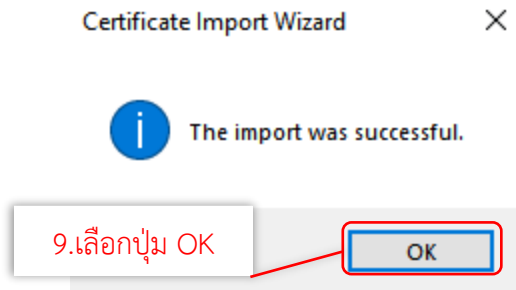 Certificate Import Wizard
The import was successful.
9.เลือกปุ่ม OK
OK